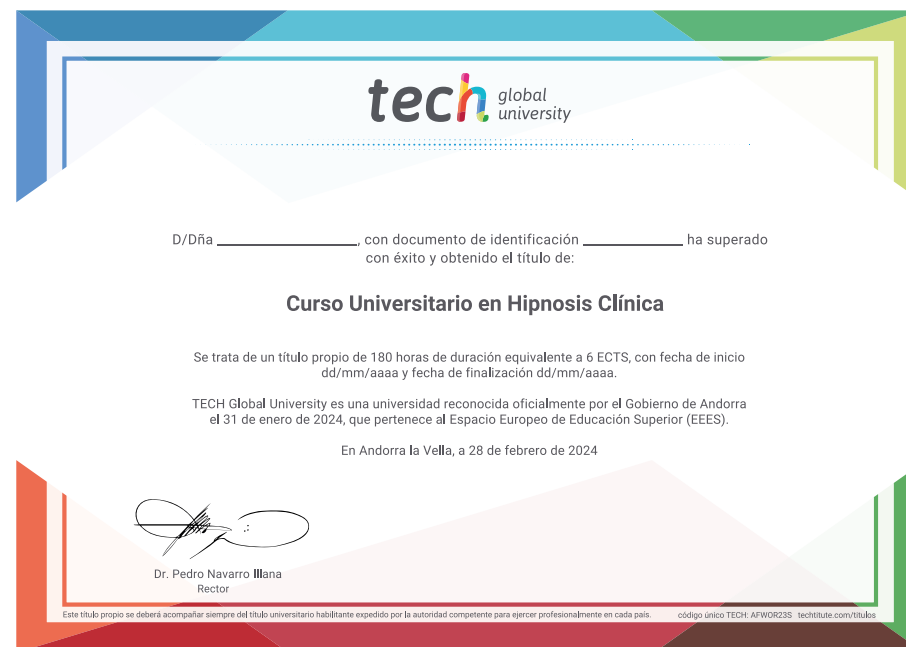 tech global university
D/Dña ______________, con documento de identificación __________ ha superado
con éxito y obtenido el título de:
Curso Universitario en Hipnosis Clínica
Se trata de un título propio de 180 horas de duración equivalente a 6 ECTS, con fecha de inicio
dd/mm/aaaa y fecha de finalización dd/mm/aaaa.
TECH Global University es una universidad reconocida oficialmente por el Gobierno de Andorra
el 31 de enero de 2024, que pertenece al Espacio Europeo de Educación Superior (EEES).
En Andorra la Vella, a 28 de febrero de 2024
Dr. Pedro Navarro Illana
Rector
Este título propio se deberá acompañar siempre del título universitario habilitante expedido por la autoridad competente para ejercer profesionalmente en cada país. código único TECH: AFWOR23S techtitute.com/titulos